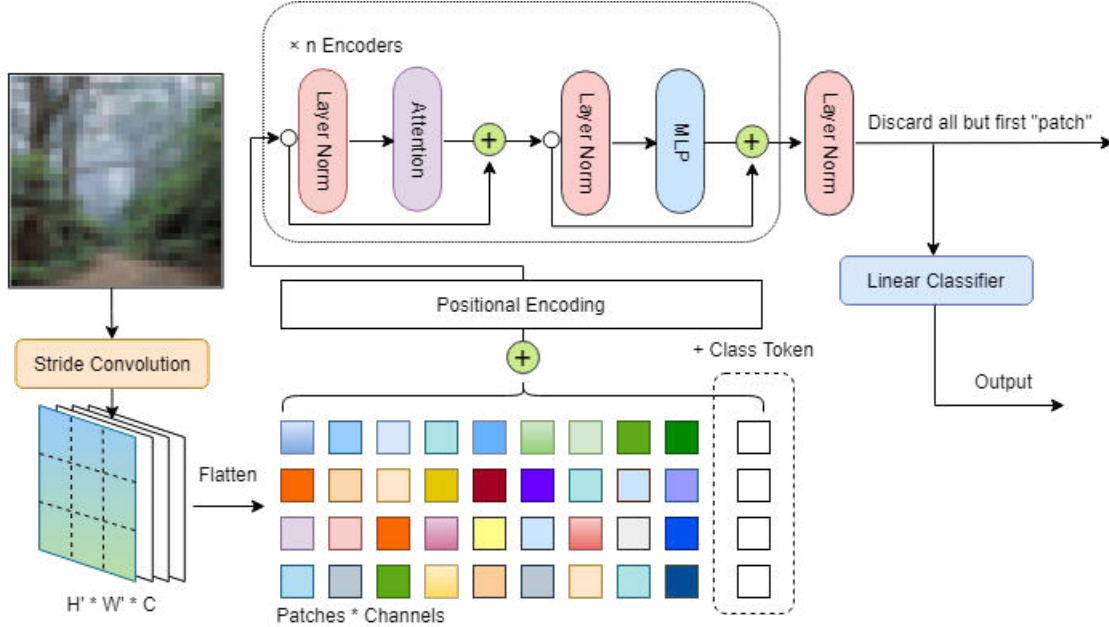 × n Encoders
Layer Norm
Attention
+
Layer Norm
MLP
+
Layer Norm
Discard all but first "patch"
Linear Classifier
Output
Positional Encoding
+
+ Class Token
Stride Convolution
Flatten
H' * W' * C
Patches * Channels